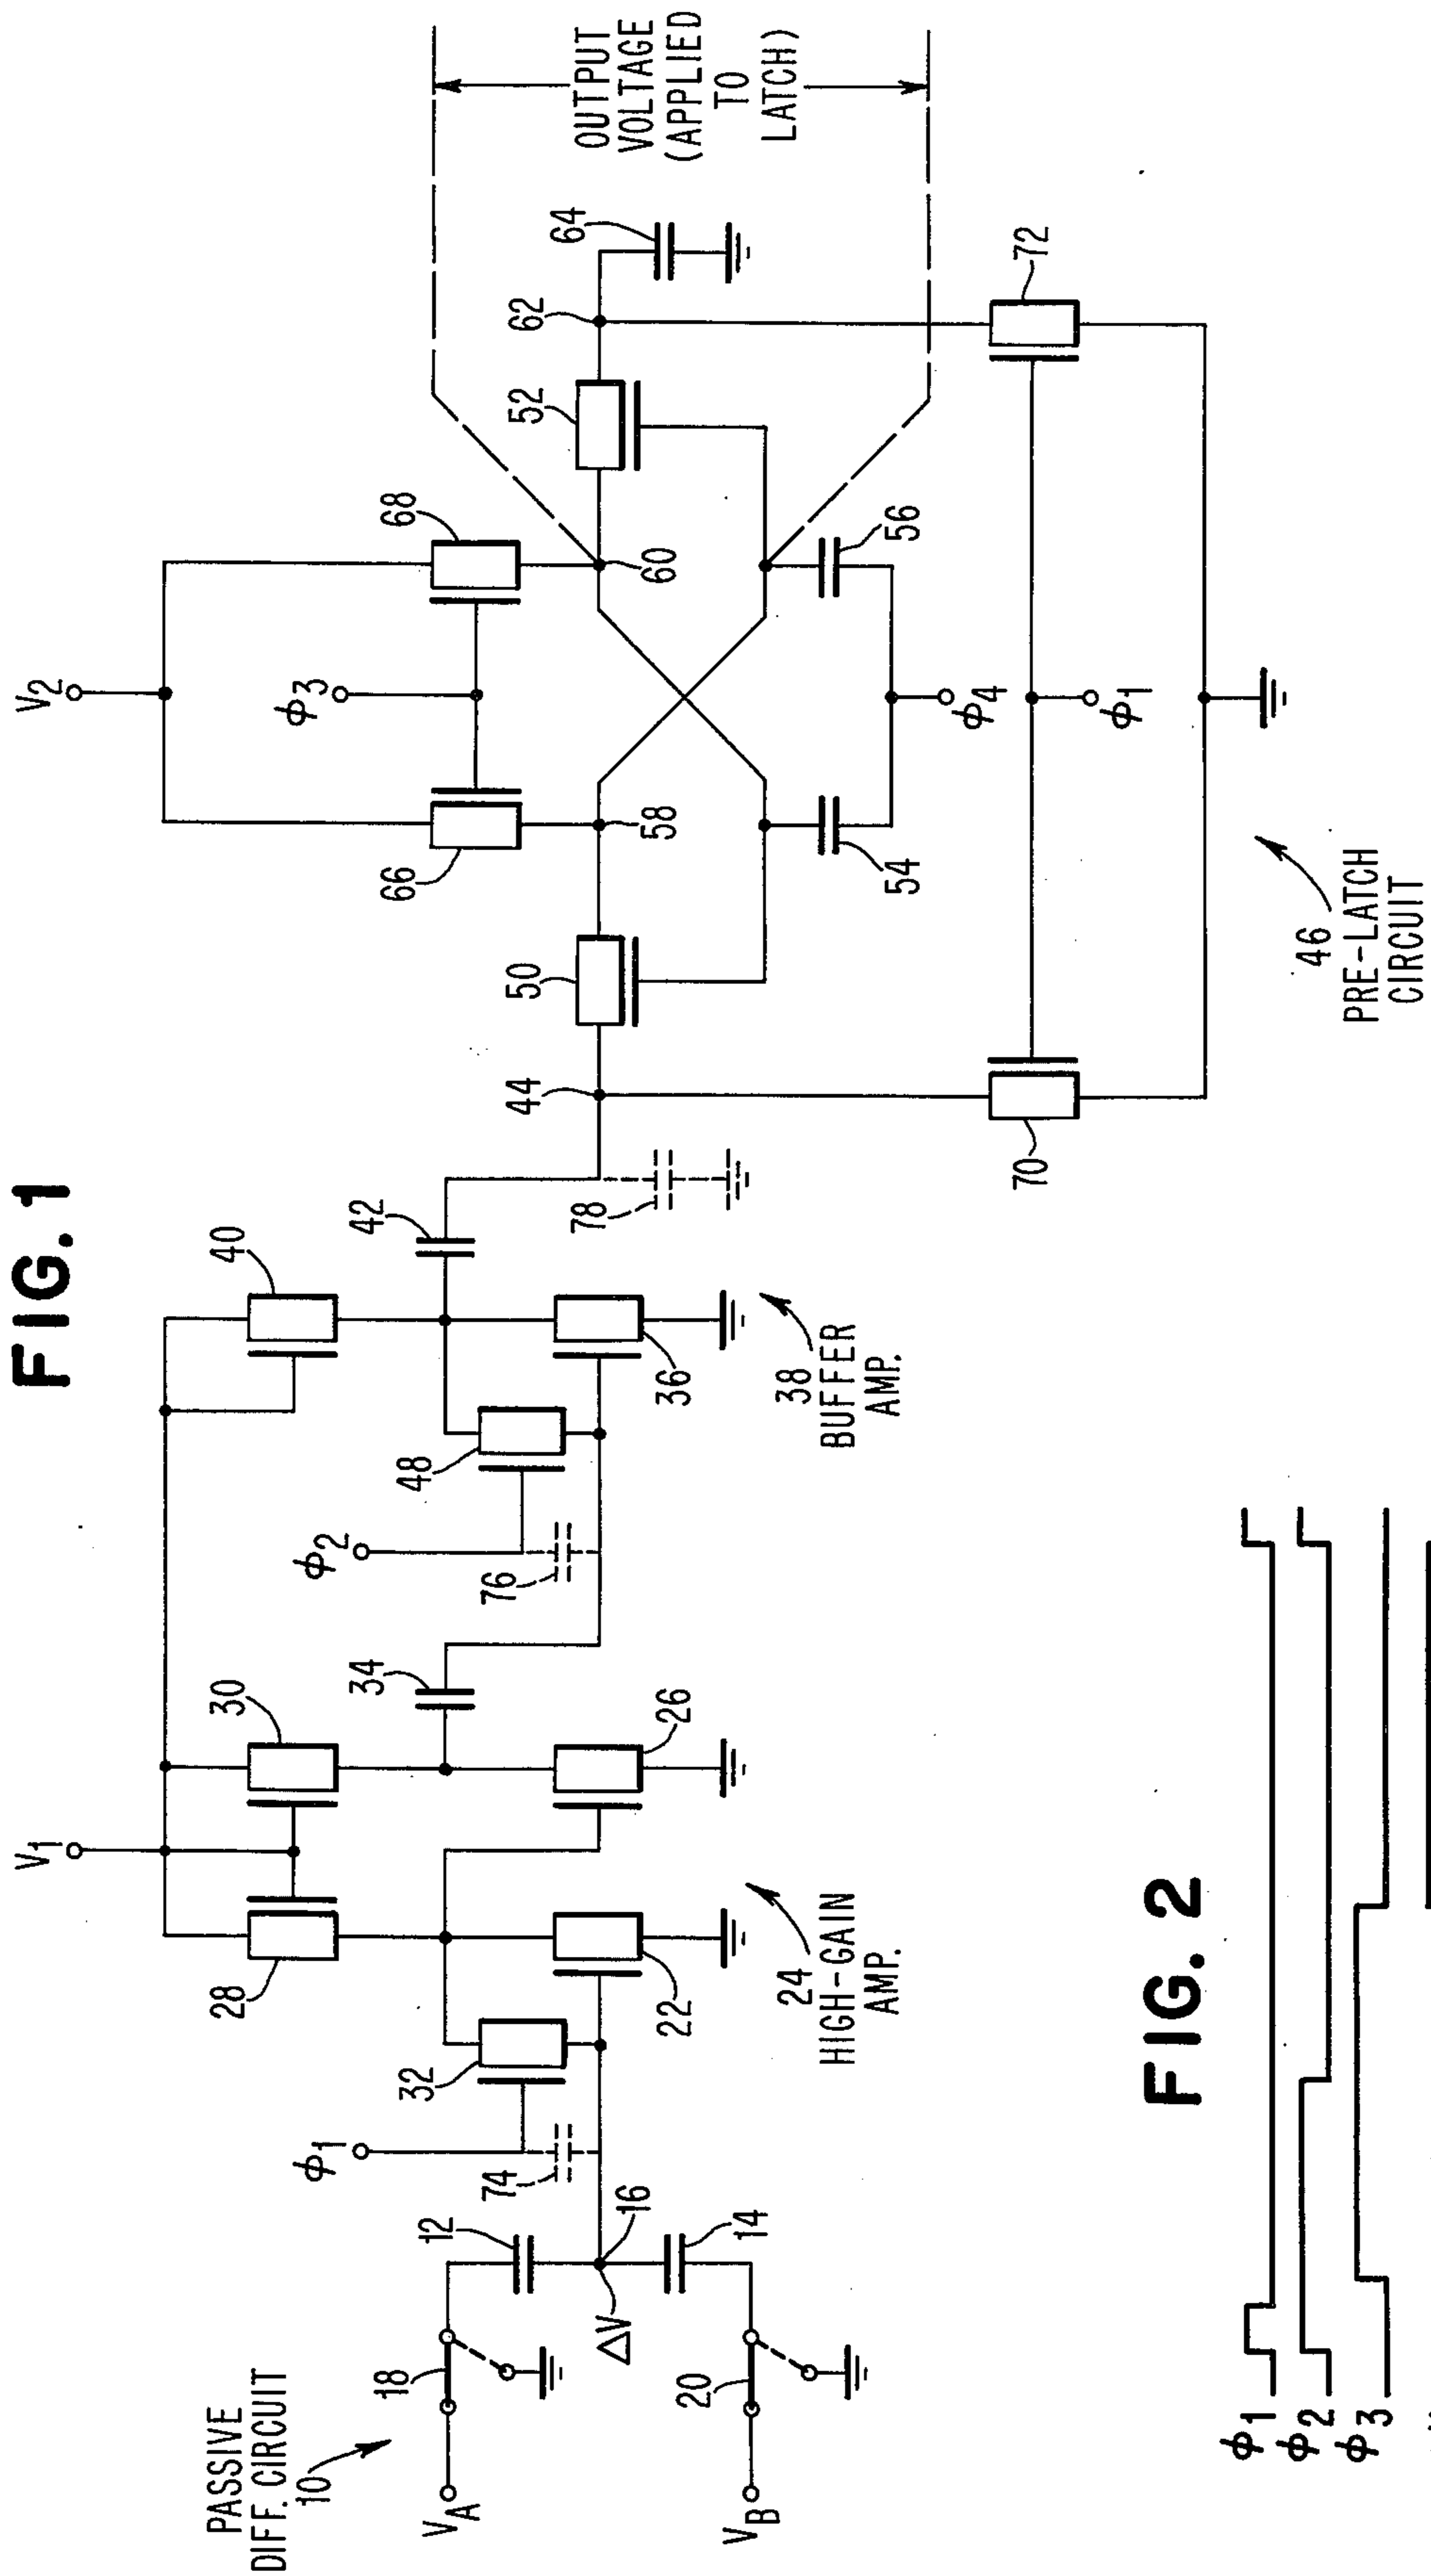 FIG. 1
PASSIVE
DIFF. CIRCUIT
10
VA
VB
18
20
12
14
16
ΔV
ϕ1
74
32
28
22
V1
30
26
34
24
HIGH-GAIN
AMP.
ϕ2
76
48
40
36
42
38
BUFFER
AMP.
78
44
50
70
V2
ϕ3
66
68
58
60
54
56
ϕ4
ϕ1
52
62
64
72
46
PRE-LATCH
CIRCUIT
OUTPUT
VOLTAGE
(APPLIED
TO
LATCH)
FIG. 2
ϕ1
ϕ2
ϕ3